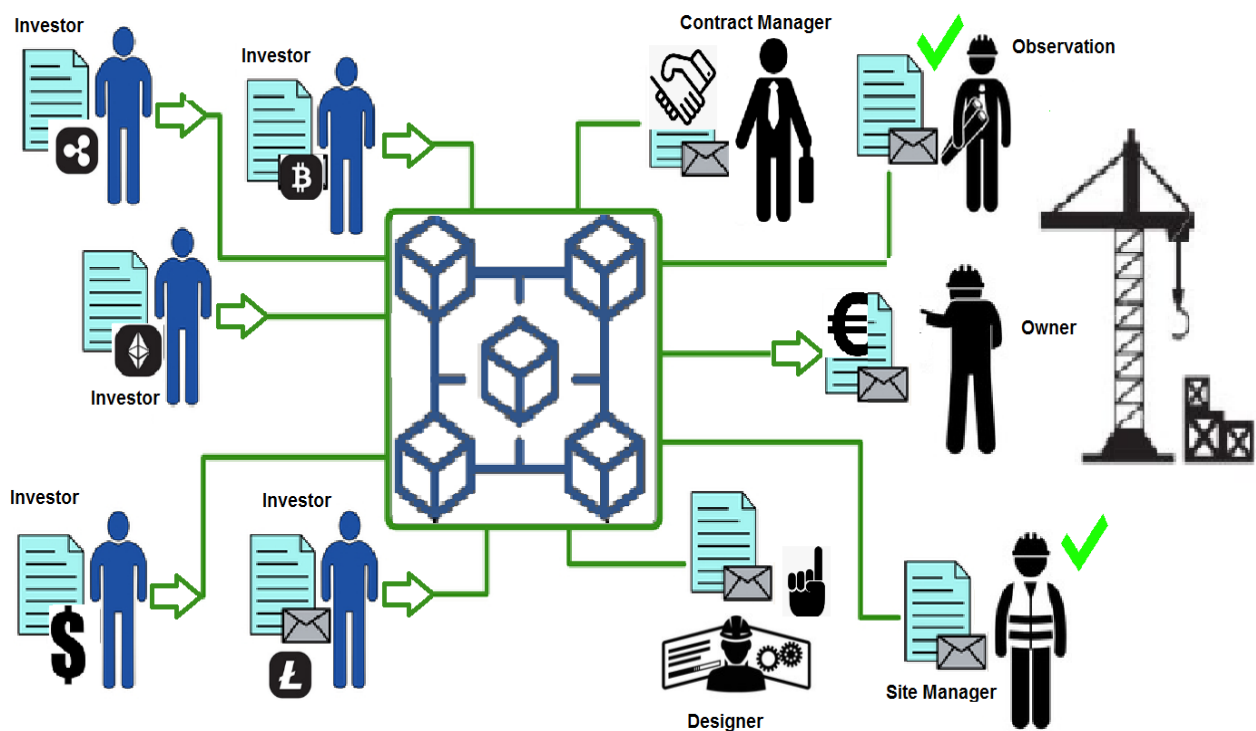 Investor
Investor
Contract Manager
Observation
Investor
Owner
Investor
Investor
Designer
Site Manager